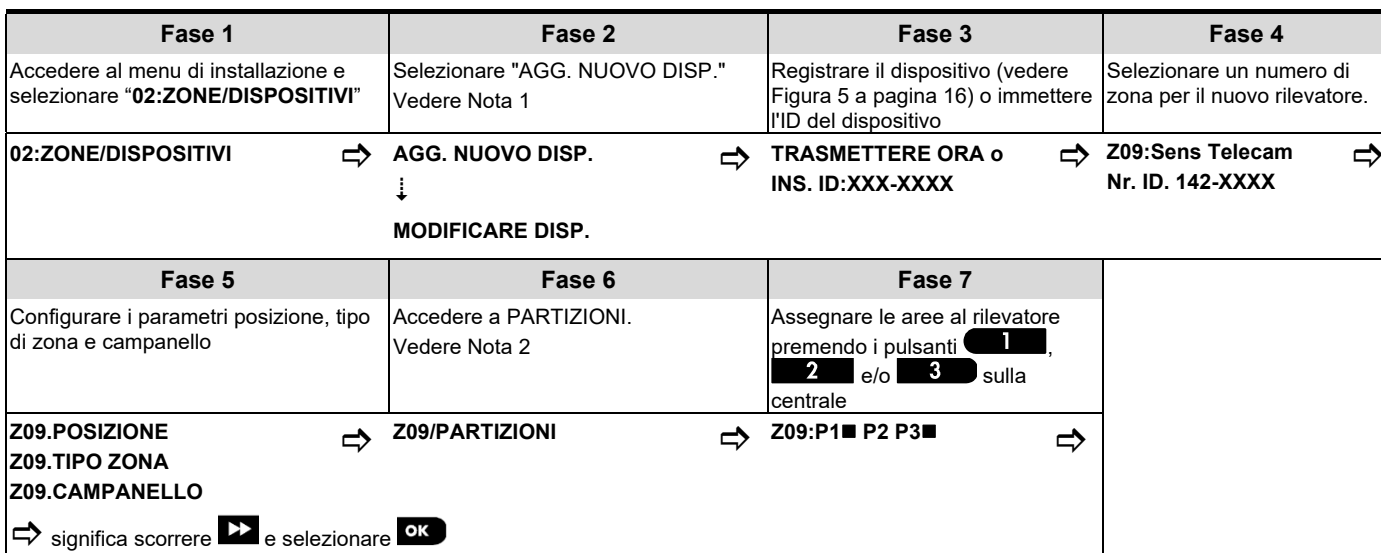 Fase 1
Fase 2
Fase 3
Fase 4
Accedere al menu di installazione e
selezionare “02:ZONE/DISPOSITIVI”
Selezionare "AGG. NUOVO DISP."
Vedere Nota 1
Registrare il dispositivo (vedere
Figura 5 a pagina 16) o immettere
l'ID del dispositivo
Selezionare un numero di
zona per il nuovo rilevatore.
02:ZONE/DISPOSITIVI ⇨
AGG. NUOVO DISP. ⇨
⇣
MODIFICARE DISP.
TRASMETTERE ORA o ⇨
INS. ID:XXX-XXXX
Z09:Sens Telecam ⇨
Nr. ID. 142-XXXX
Fase 5
Fase 6
Fase 7
Configurare i parametri posizione, tipo
di zona e campanello
Accedere a PARTIZIONI.
Vedere Nota 2
Assegnare le aree al rilevatore
premendo i pulsanti 1 ,
2 e/o 3 sulla
centrale
Z09.POSIZIONE ⇨
Z09.TIPO ZONA
Z09.CAMPANELLO
⇨ significa scorrere ▶▶ e selezionare OK
Z09/PARTIZIONI ⇨
Z09:P1■ P2 P3■ ⇨